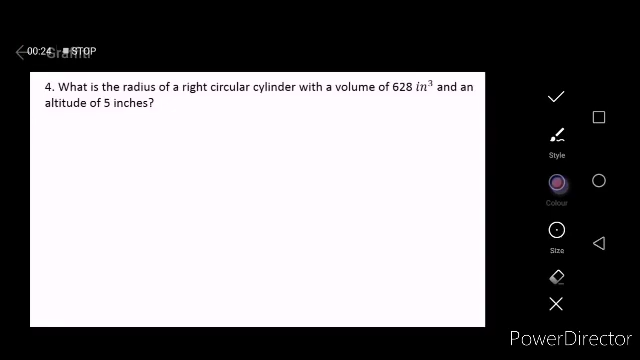 00:24 STOP
Graffiti
4. What is the radius of a right circular cylinder with a volume of 628 in³ and an
altitude of 5 inches?
Style
Colour
Size
PowerDirector